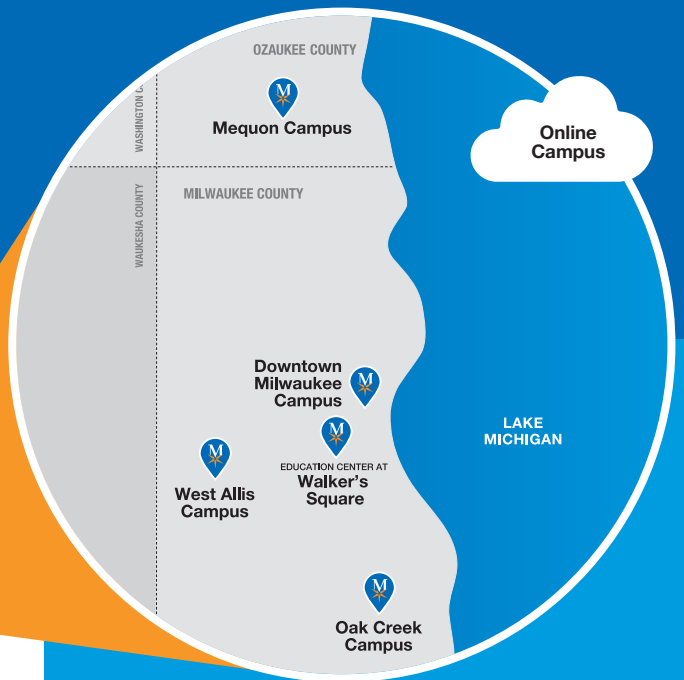 OZAUKEE COUNTY
WASHINGTON
M
Mequon Campus
Online
Campus
MILWAUKEE COUNTY
WAUKESHA COUNTY
Downtown
Milwaukee
Campus
M
M
EDUCATION CENTER AT
Walker's
Square
LAKE
MICHIGAN
M
West Allis
Campus
M
Oak Creek
Campus